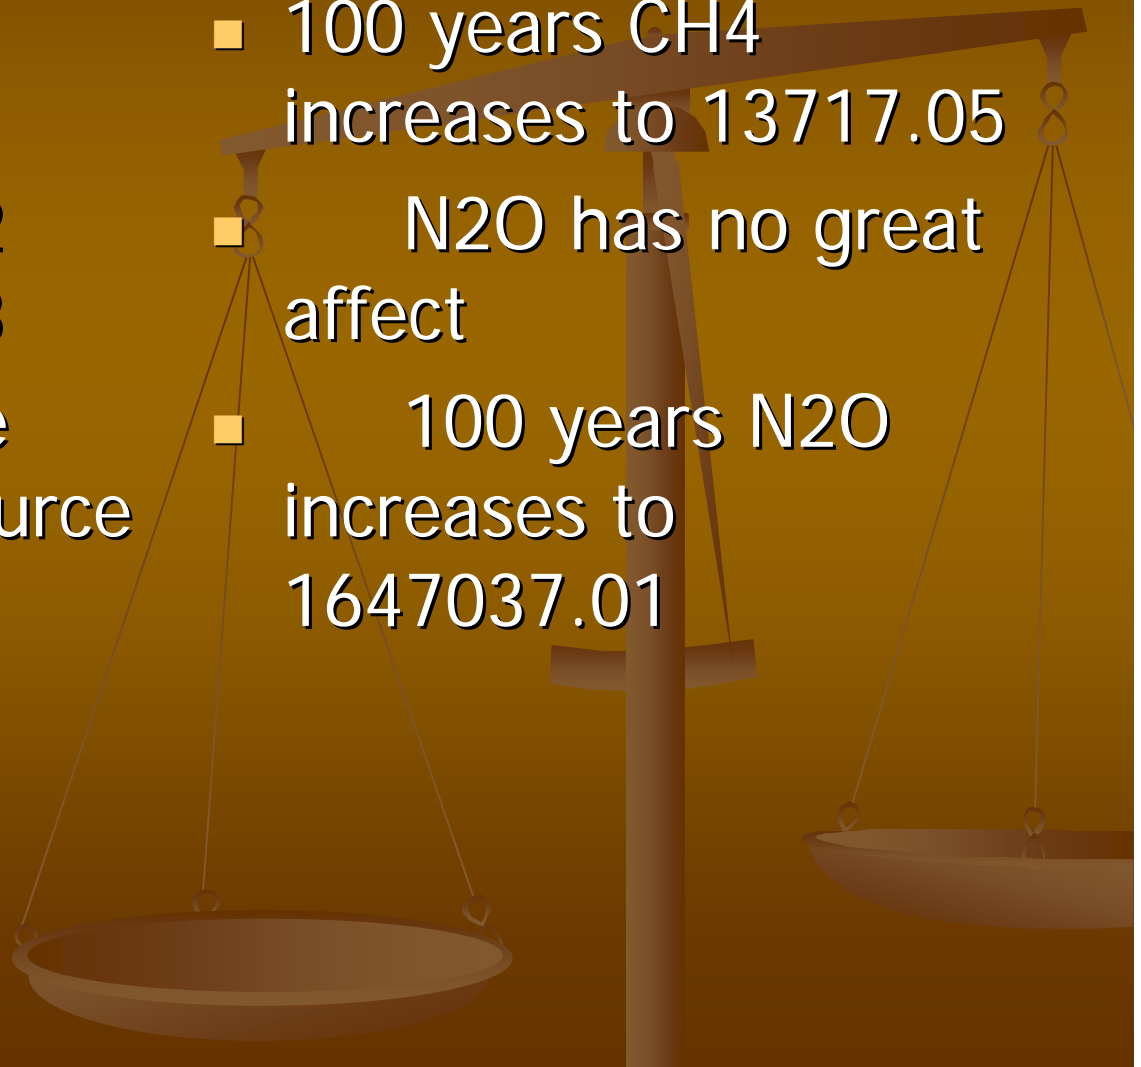 100 years CH4
increases to 13717.05
N2O has no great
affect
100 years N2O
increases to
1647037.01